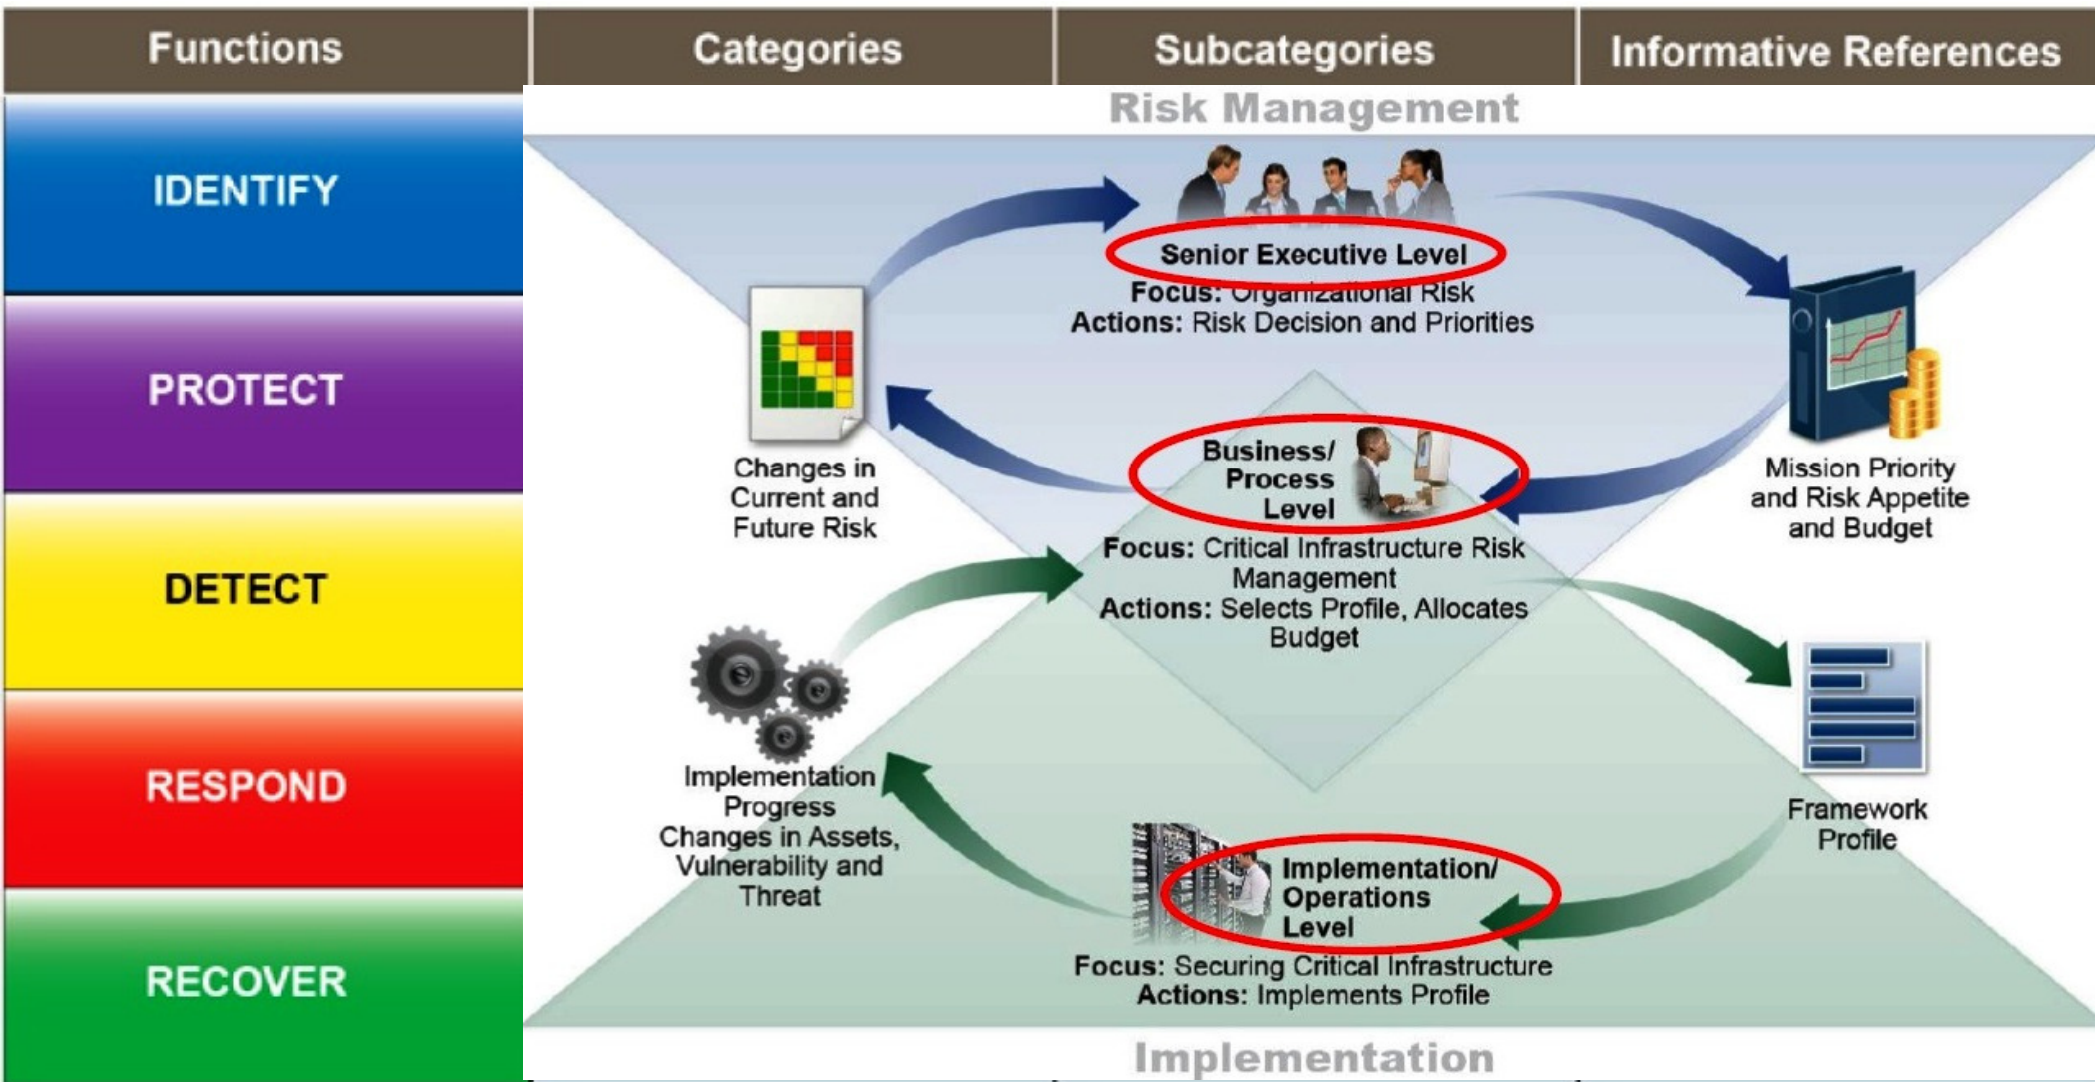 Functions
Categories
Subcategories
Informative References
IDENTIFY
PROTECT
DETECT
RESPOND
RECOVER
Risk Management
Senior Executive Level
Focus: Organizational Risk
Actions: Risk Decision and Priorities
Changes in
Current and
Future Risk
Mission Priority
and Risk Appetite
and Budget
Business/
Process
Level
Focus: Critical Infrastructure Risk
Management
Actions: Selects Profile, Allocates
Budget
Implementation
Progress
Changes in Assets,
Vulnerability and
Threat
Framework
Profile
Implementation/
Operations
Level
Focus: Securing Critical Infrastructure
Actions: Implements Profile
Implementation